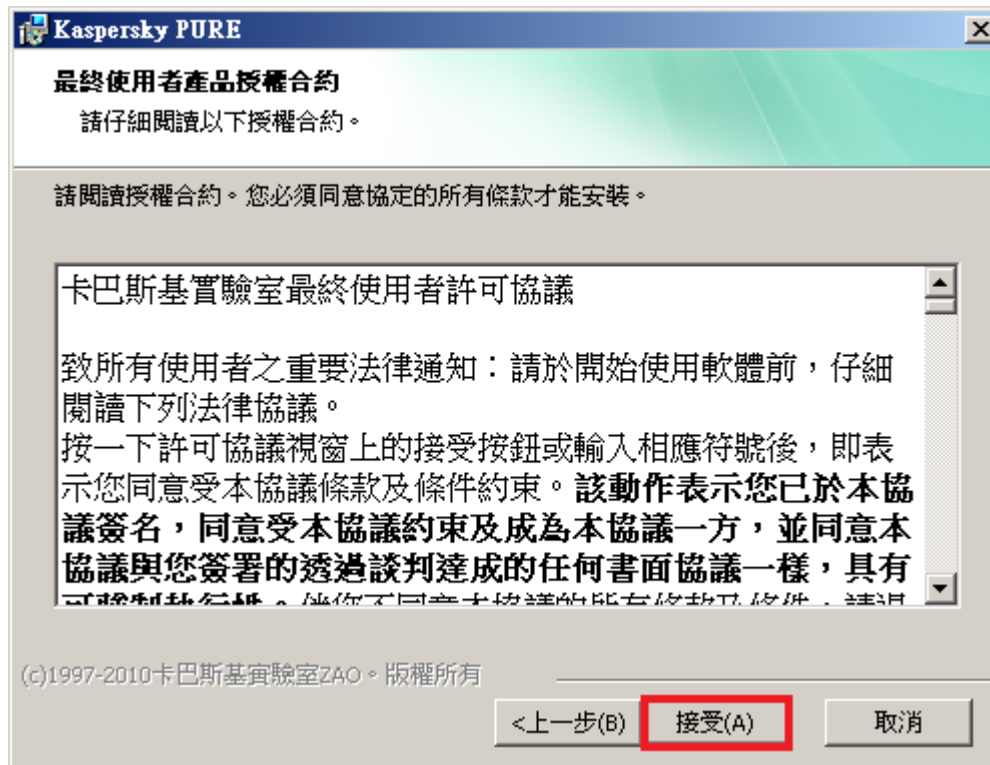 Kaspersky PURE
最終使用者產品授權合約
請仔細閱讀以下授權合約。
請閱讀授權合約。您必須同意協定的所有條款才能安裝。
卡巴斯基實驗室最終使用者許可協議
致所有使用者之重要法律通知：請於開始使用軟體前，仔細
閱讀下列法律協議。
按一下許可協議視窗上的接受按鈕或輸入相應符號後，即表
示您同意受本協議條款及條件約束。該動作表示您已於本協
議簽名，同意受本協議約束及成為本協議一方，並同意本
協議與您簽署的透過談判達成的任何書面協議一樣，具有
(c)1997-2010卡巴斯基實驗室ZAO。版權所有
<上一步(B)
接受(A)
取消